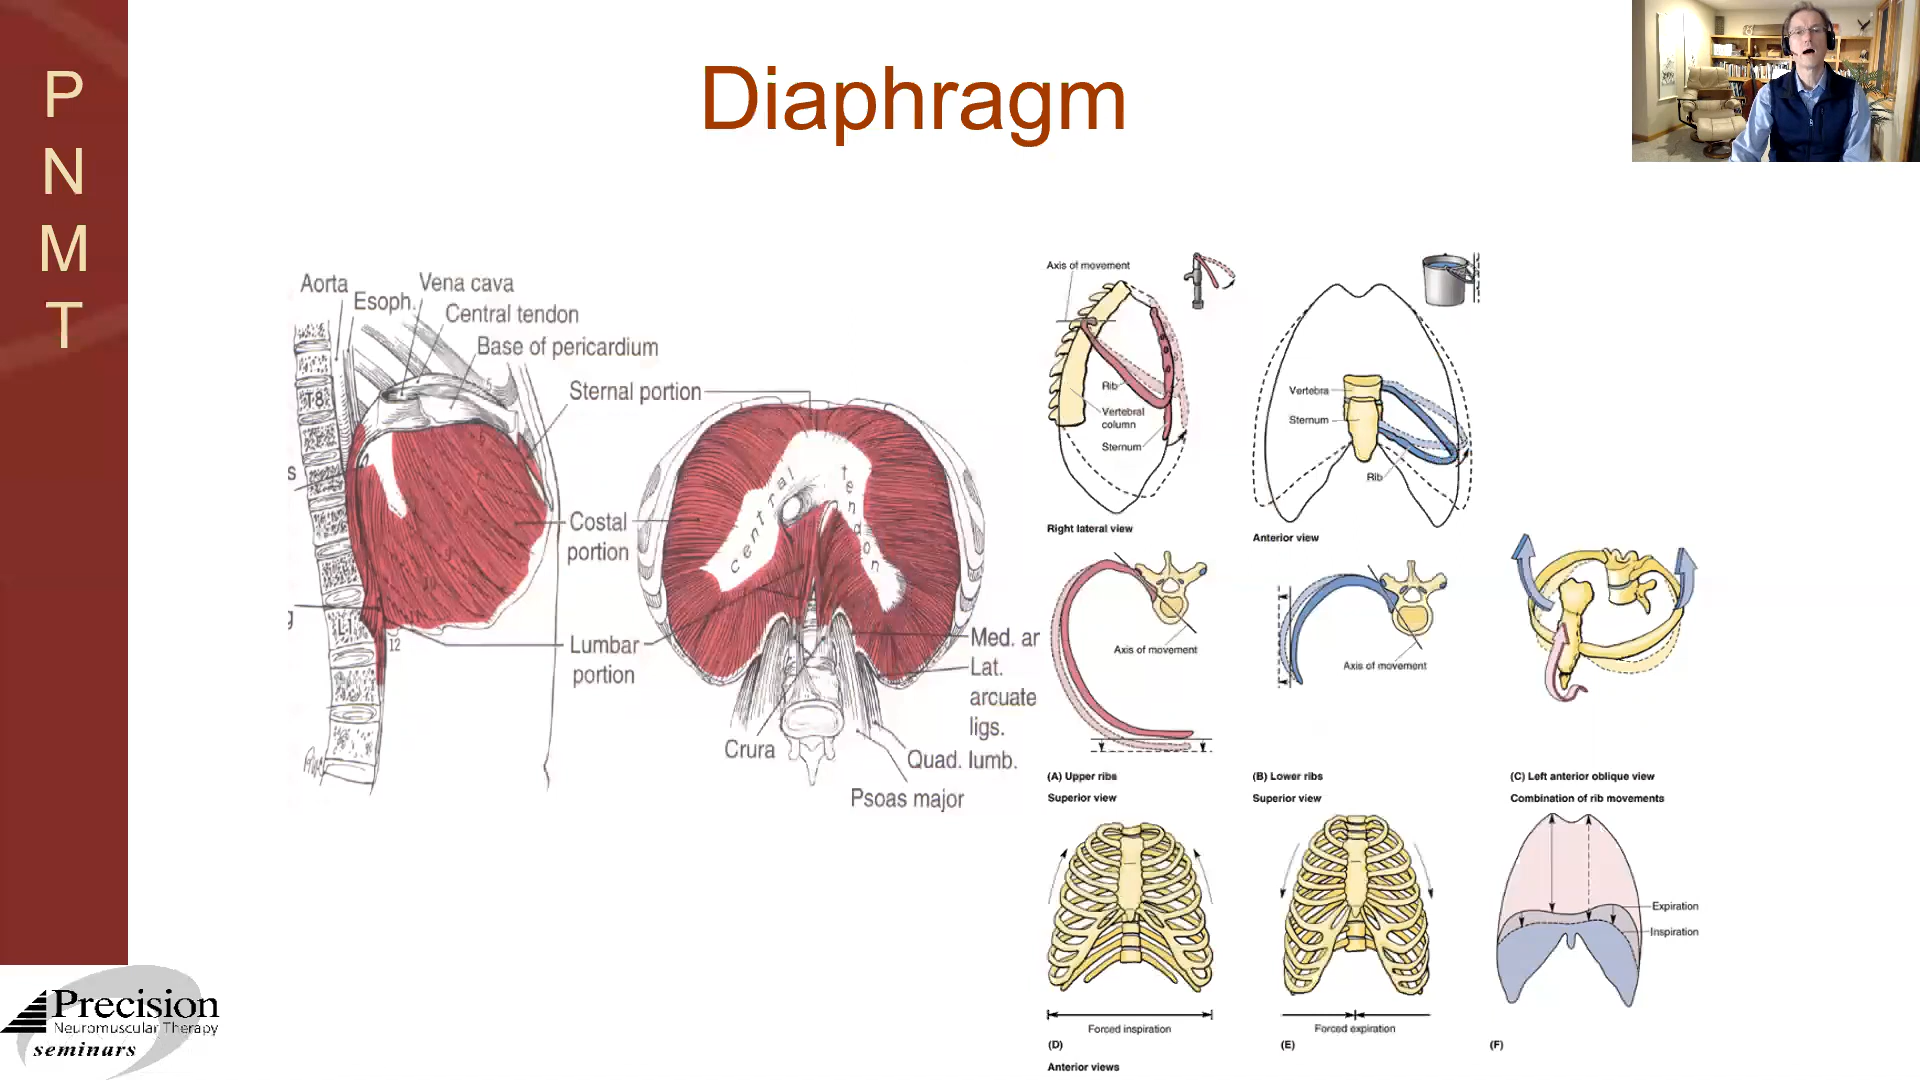 P
N
M
T
Diaphragm
Aorta
Vena cava
Esoph.
Central tendon
Base of pericardium
Sternal portion
T8
s
Costal
portion
central
tendon
Lumbar
portion
L1
12
g
Med. ar
Lat.
arcuate
ligs.
Crura
Quad. lumb.
Psoas major
Axis of movement
Rib
Vertebral
column
Sternum
Right lateral view
Vertebra
Sternum
Rib
Anterior view
Axis of movement
Axis of movement
(A) Upper ribs
Superior view
(B) Lower ribs
Superior view
(C) Left anterior oblique view
Combination of rib movements
Forced inspiration
(D)
Anterior views
Forced expiration
(E)
Expiration
Inspiration
(F)
Precision
Neuromuscular Therapy
seminars